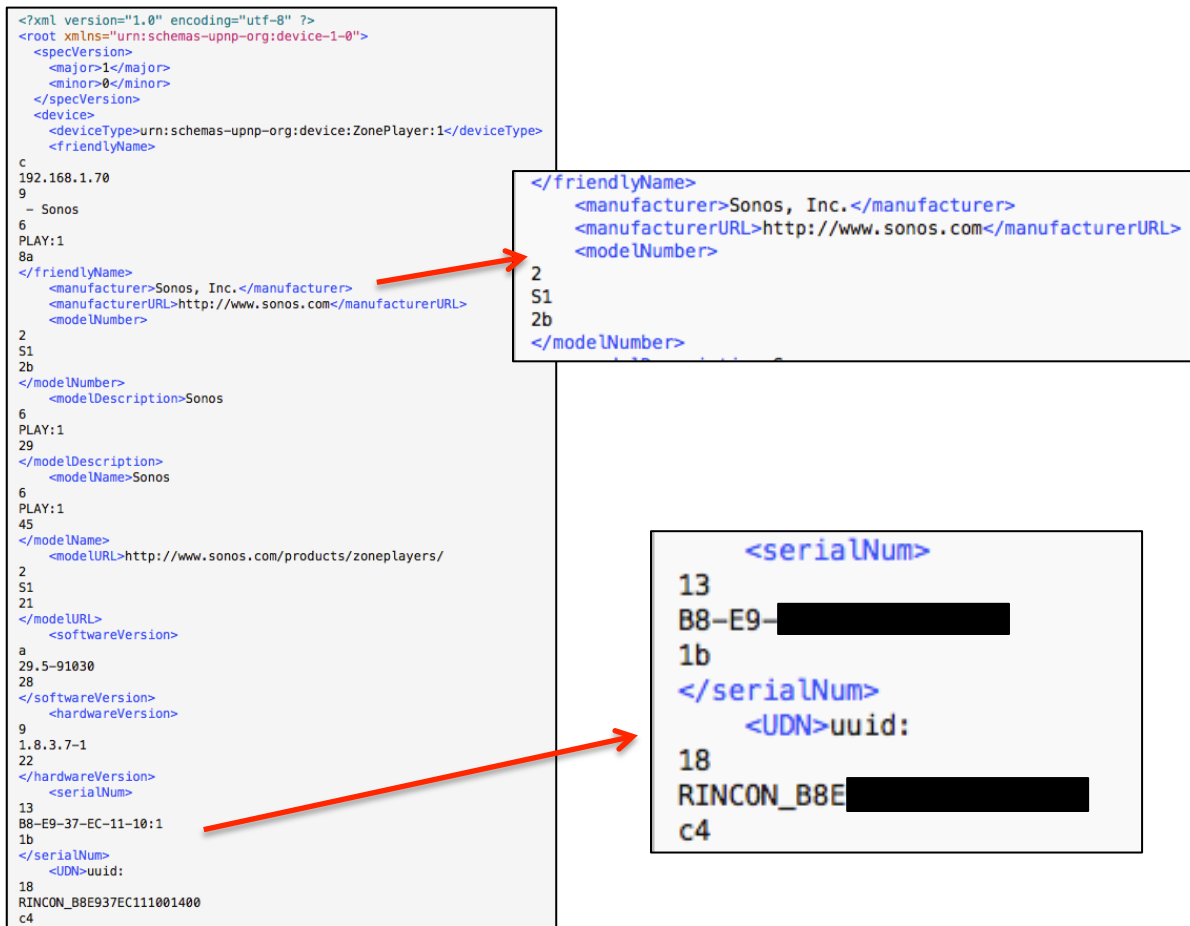 <?xml version="1.0" encoding="utf-8" ?>
<root xmlns="urn:schemas-upnp-org:device-1-0">
<specVersion>
<major>1</major>
<minor>0</minor>
</specVersion>
<device>
<deviceType>urn:schemas-upnp-org:device:ZonePlayer:1</deviceType>
<friendlyName>
c
192.168.1.70
9
– Sonos
6
PLAY:1
8a
</friendlyName>
<manufacturer>Sonos, Inc.</manufacturer>
<manufacturerURL>http://www.sonos.com</manufacturerURL>
<modelNumber>
2
S1
2b
</modelNumber>
<modelDescription>Sonos
6
PLAY:1
29
</modelDescription>
<modelName>Sonos
6
PLAY:1
45
</modelName>
<modelURL>http://www.sonos.com/products/zoneplayers/
2
S1
21
</modelURL>
<softwareVersion>
a
29.5-91030
28
</softwareVersion>
<hardwareVersion>
9
1.8.3.7-1
22
</hardwareVersion>
<serialNum>
13
B8-E9-37-EC-11-10:1
1b
</serialNum>
<UDN>uuid:
18
RINCON_B8E937EC111001400
c4
</friendlyName>
<manufacturer>Sonos, Inc.</manufacturer>
<manufacturerURL>http://www.sonos.com</manufacturerURL>
<modelNumber>
2
S1
2b
</modelNumber>
<serialNum>
13
B8-E9-
1b
</serialNum>
<UDN>uuid:
18
RINCON_B8E
c4